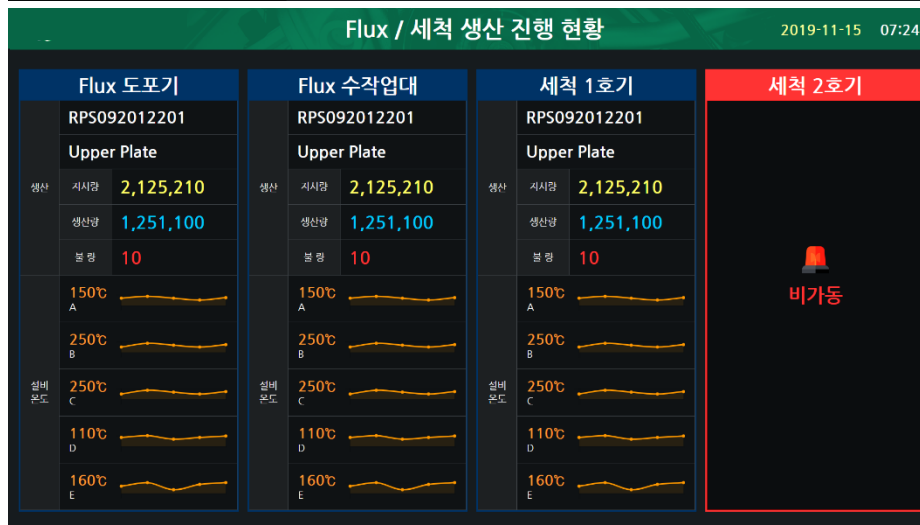 Flux / 세척 생산 진행 현황
2019-11-15 07:24
Flux 도포기
RPS092012201
Upper Plate
생산
지시량 2,125,210
생산량 1,251,100
불량 10
설비
온도
150℃
A
250℃
B
250℃
C
110℃
D
160℃
E
Flux 수작업대
RPS092012201
Upper Plate
생산
지시량 2,125,210
생산량 1,251,100
불량 10
설비
온도
150℃
A
250℃
B
250℃
C
110℃
D
160℃
E
세척 1호기
RPS092012201
Upper Plate
생산
지시량 2,125,210
생산량 1,251,100
불량 10
설비
온도
150℃
A
250℃
B
250℃
C
110℃
D
160℃
E
세척 2호기
비가동